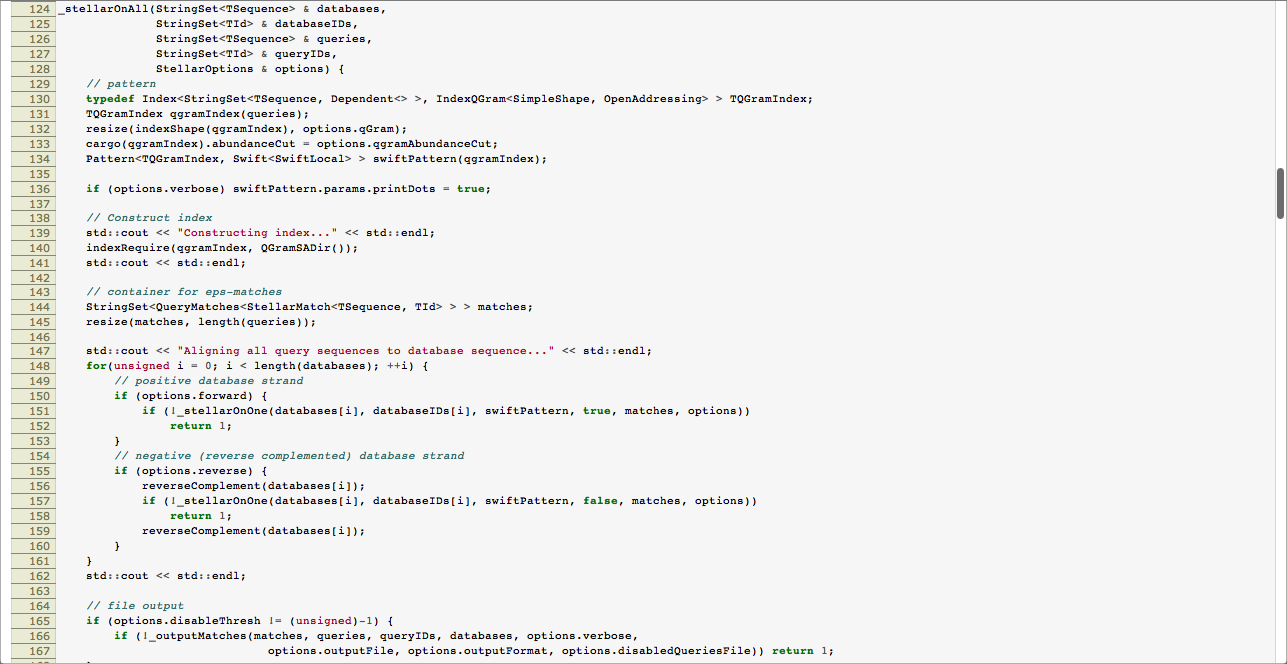 124 _stellarOnAll(StringSet<TSequence> & databases,
125               StringSet<TId> & databaseIDs,
126               StringSet<TSequence> & queries,
127               StringSet<TId> & queryIDs,
128               StellarOptions & options) {
129     // pattern
130     typedef Index<StringSet<TSequence, Dependent<> >, IndexQGram<SimpleShape, OpenAddressing> > TQGramIndex;
131     TQGramIndex qgramIndex(queries);
132     resize(indexShape(qgramIndex), options.qGram);
133     cargo(qgramIndex).abundanceCut = options.qgramAbundanceCut;
134     Pattern<TQGramIndex, Swift<SwiftLocal> > swiftPattern(qgramIndex);
135
136     if (options.verbose) swiftPattern.params.printDots = true;
137
138     // Construct index
139     std::cout << "Constructing index..." << std::endl;
140     indexRequire(qgramIndex, QGramSADir());
141     std::cout << std::endl;
142
143     // container for eps-matches
144     StringSet<QueryMatches<StellarMatch<TSequence, TId> > > matches;
145     resize(matches, length(queries));
146
147     std::cout << "Aligning all query sequences to database sequence..." << std::endl;
148     for(unsigned i = 0; i < length(databases); ++i) {
149         // positive database strand
150         if (options.forward) {
151             if (!_stellarOnOne(databases[i], databaseIDs[i], swiftPattern, true, matches, options))
152                 return 1;
153         }
154         // negative (reverse complemented) database strand
155         if (options.reverse) {
156             reverseComplement(databases[i]);
157             if (!_stellarOnOne(databases[i], databaseIDs[i], swiftPattern, false, matches, options))
158                 return 1;
159             reverseComplement(databases[i]);
160         }
161     }
162     std::cout << std::endl;
163
164     // file output
165     if (options.disableThresh != (unsigned)-1) {
166         if (!_outputMatches(matches, queries, queryIDs, databases, options.verbose,
167                               options.outputFile, options.outputFormat, options.disabledQueriesFile)) return 1;